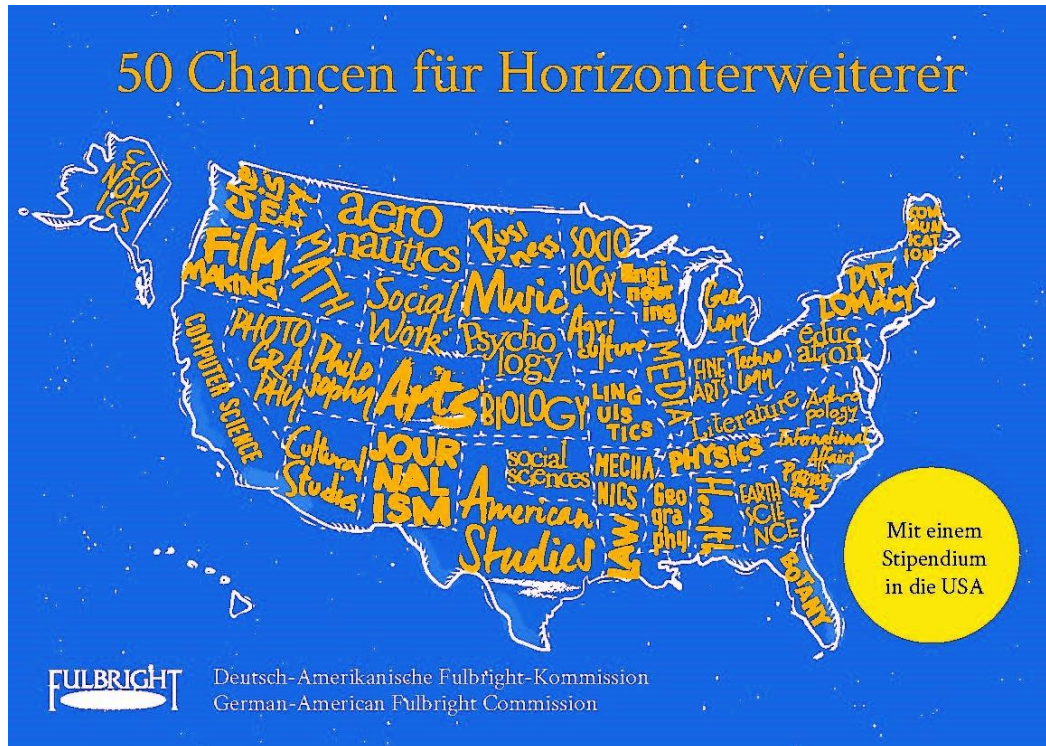 50 Chancen für Horizonterweiterer
ECO
NOM
ICS
FILM
MAKING
MATH
aero
nautics
Busi
ness
SOCIO
LOGY
Engi
neer
ing
Geo
logy
COM
MUN
ICAT
ION
DIP
LOMACY
educ
ation
Social
Work
Music
Psycho
logy
Agri
culture
MEDIA
FINE
ARTS
Techno
logy
COMPUTER SCIENCE
PHOTO
GRA
PHY
Philo
sophy
Arts
BIOLOGY
LING
UIS
TICS
Literature
Anthro
pology
International
Affairs
PHYSICS
Cultural
Studies
JOUR
NAL
ISM
social
sciences
MECHA
NICS
American
Studies
LAW
Geo
gra
phy
Health
EARTH
SCIE
NCE
BOTANY
Mit einem
Stipendium
in die USA
FULBRIGHT
Deutsch-Amerikanische Fulbright-Kommission
German-American Fulbright Commission